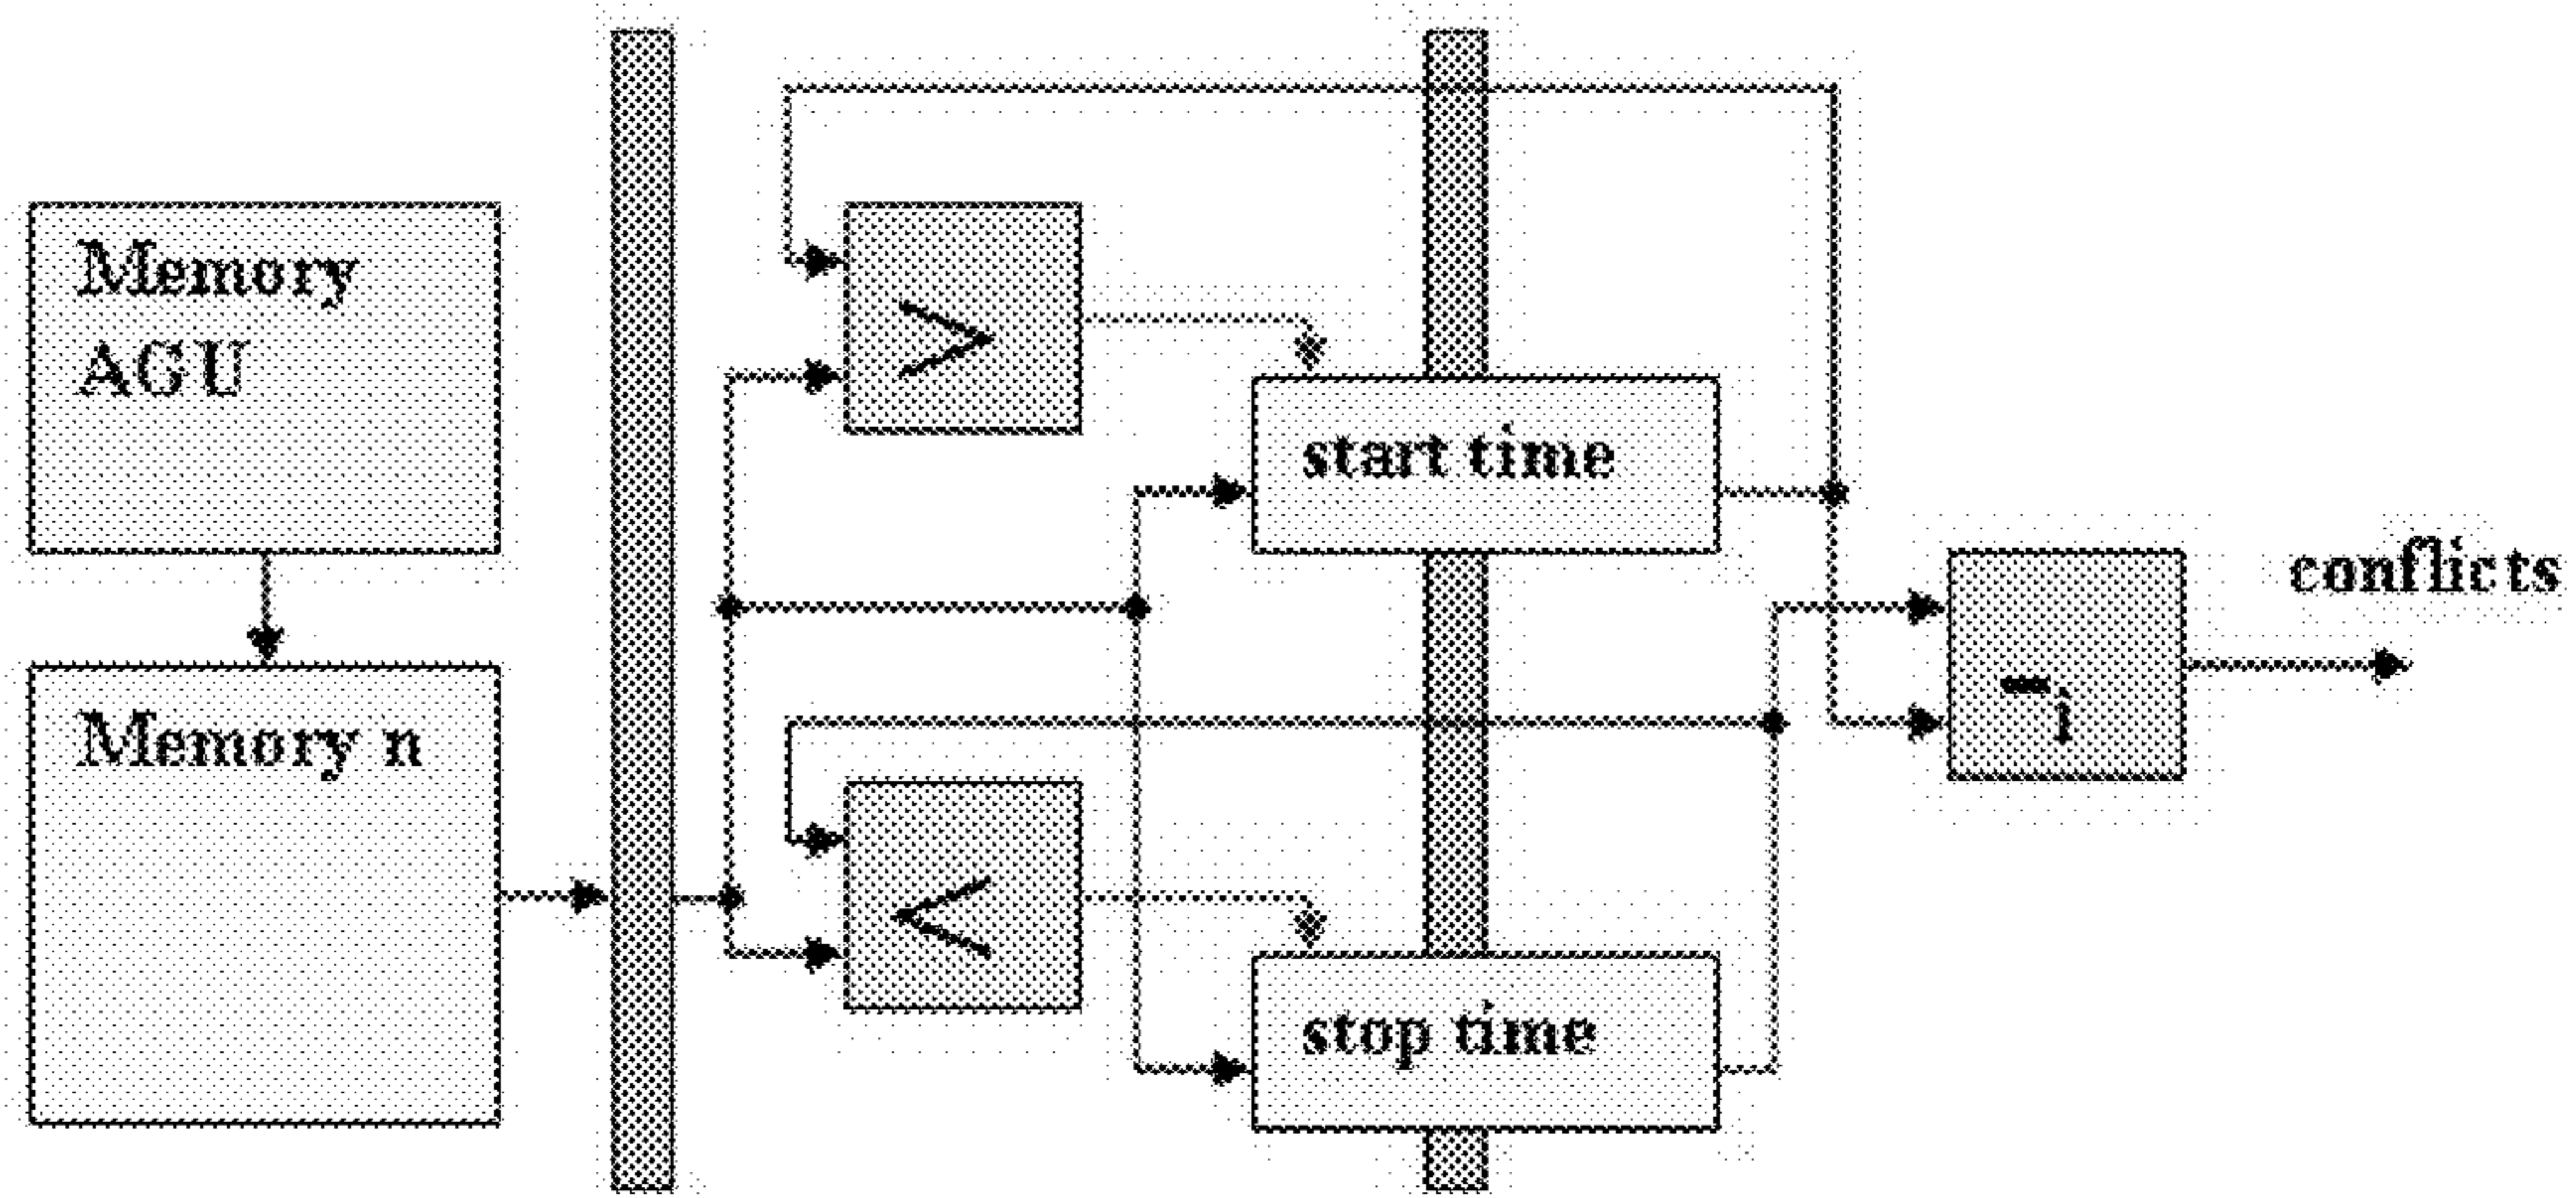 Memory
AGU
>
start time
conflicts
Memory n
<
stop time